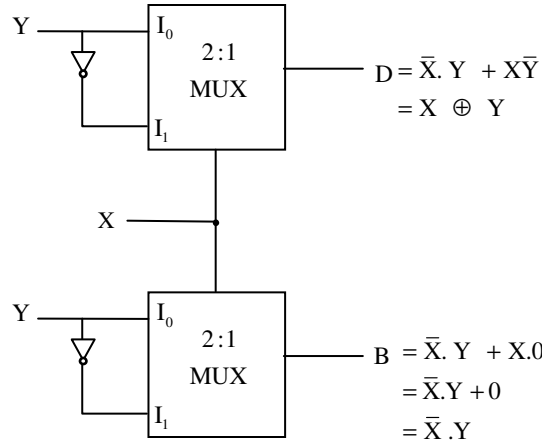 Y I₀
2:1
MUX
D = X̄. Y + XȲ
= X ⊕ Y
I₁
X
Y I₀
2:1
MUX
B = X̄. Y + X.0
= X̄.Y + 0
= X̄ .Y
I₁